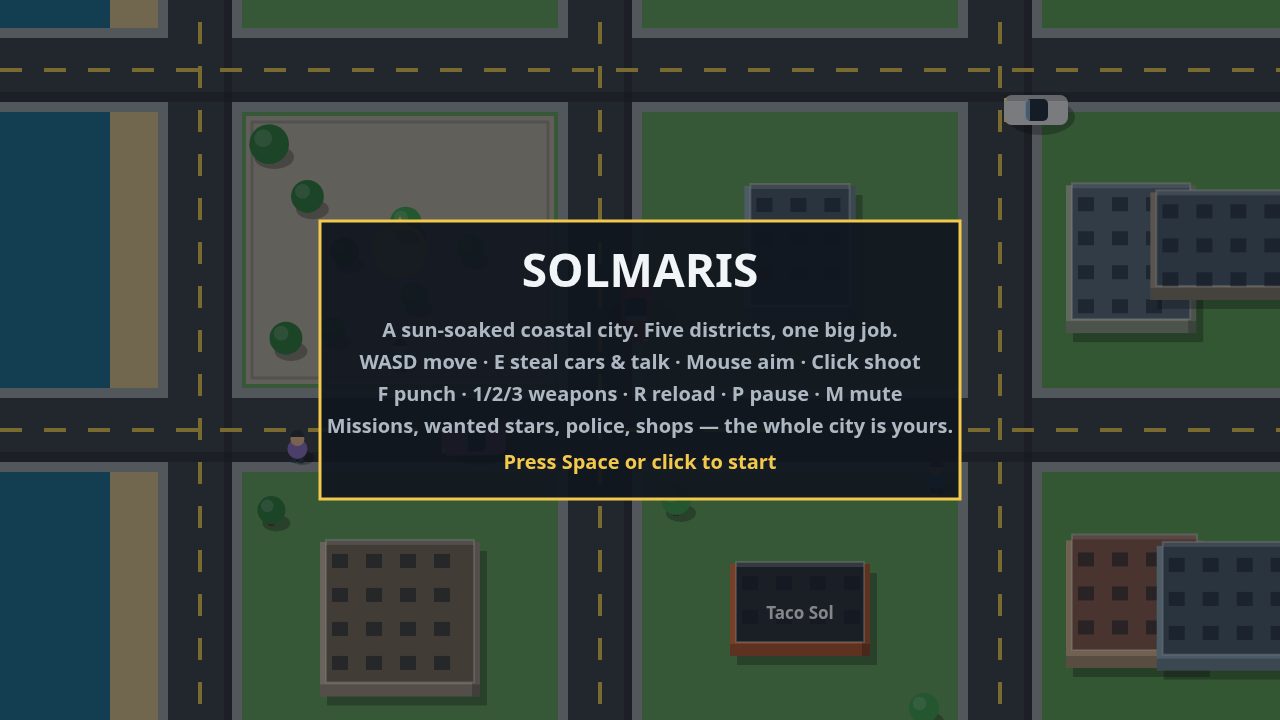 SOLMARIS
A sun-soaked coastal city. Five districts, one big job.
WASD move · E steal cars & talk · Mouse aim · Click shoot
F punch · 1/2/3 weapons · R reload · P pause · M mute
Missions, wanted stars, police, shops — the whole city is yours.
Press Space or click to start
Taco Sol